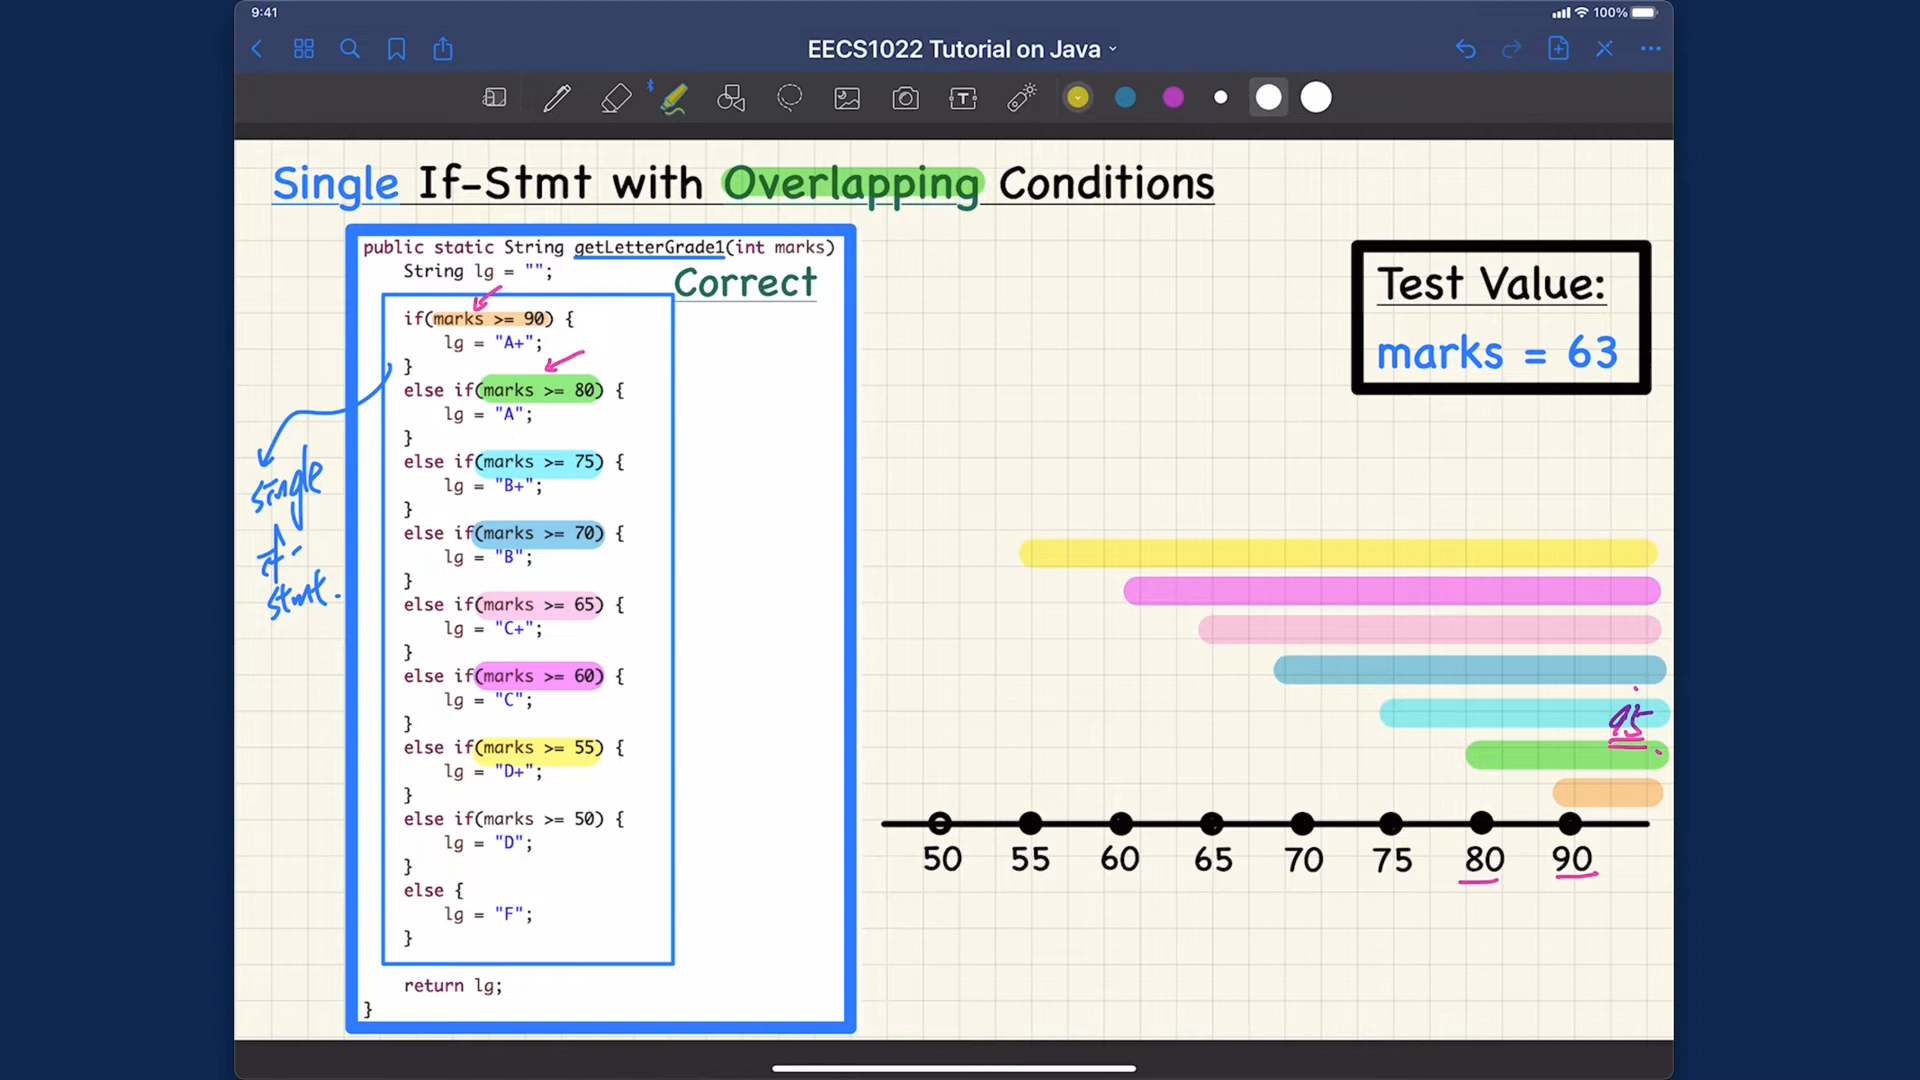 9:41
100%
EECS1022 Tutorial on Java
Single If-Stmt with Overlapping Conditions
public static String getLetterGrade1(int marks)
String lg = "";
Correct
if(marks >= 90) {
lg = "A+";
}
else if(marks >= 80) {
lg = "A";
}
else if(marks >= 75) {
lg = "B+";
}
else if(marks >= 70) {
lg = "B";
}
else if(marks >= 65) {
lg = "C+";
}
else if(marks >= 60) {
lg = "C";
}
else if(marks >= 55) {
lg = "D+";
}
else if(marks >= 50) {
lg = "D";
}
else {
lg = "F";
}
return lg;
}
single
if-
stmt.
Test Value:
marks = 63
95
50 55 60 65 70 75 80 90